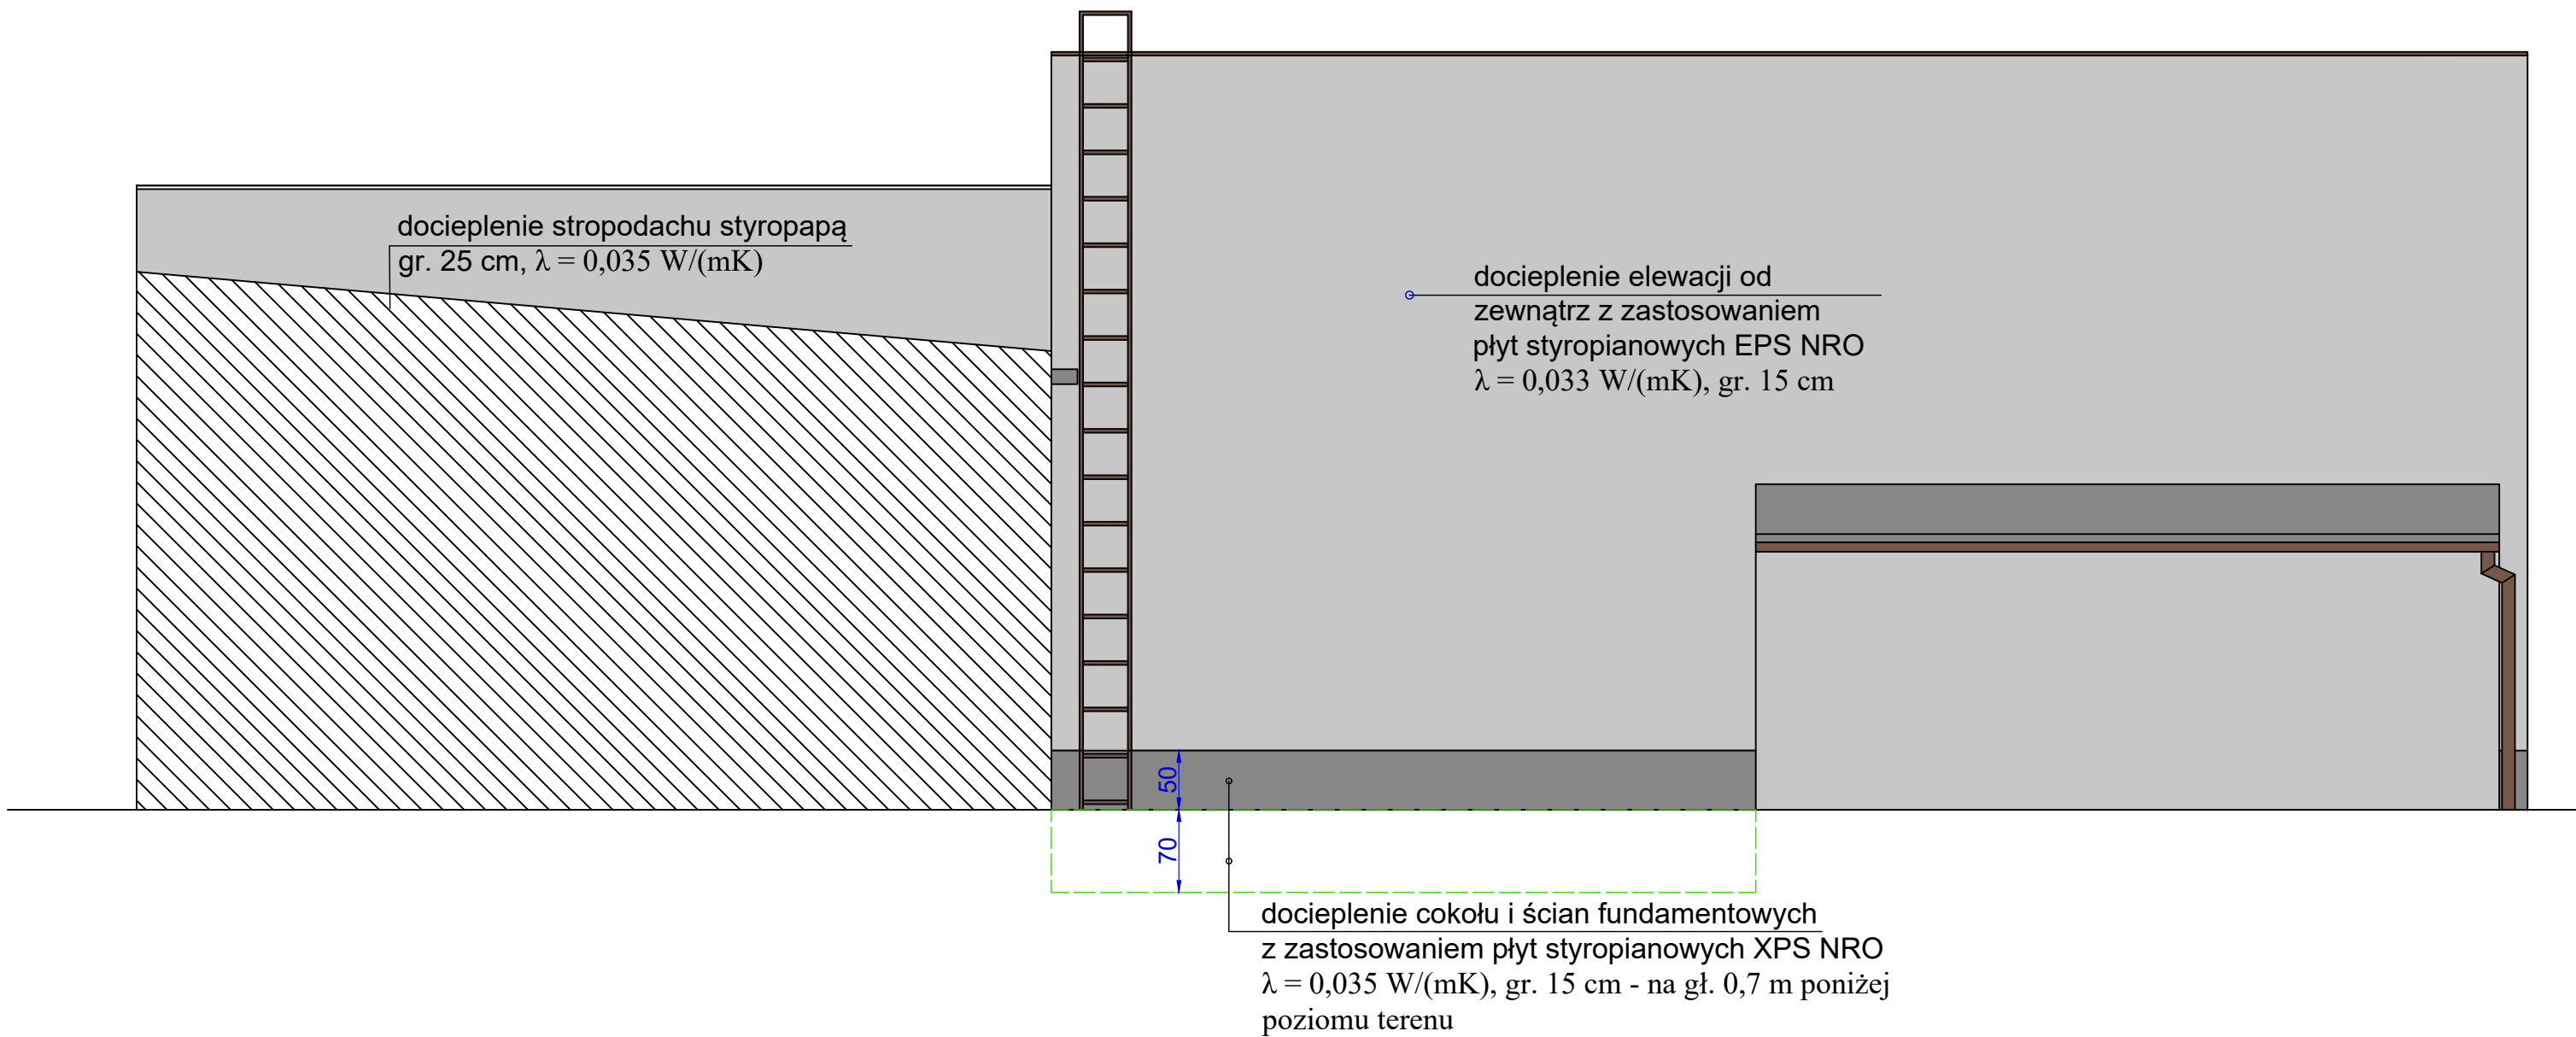 docieplenie stropodachu styropapą
gr. 25 cm, λ = 0,035 W/(mK)
docieplenie elewacji od
zewnątrz z zastosowaniem
płyt styropianowych EPS NRO
λ = 0,033 W/(mK), gr. 15 cm
50
70
docieplenie cokołu i ścian fundamentowych
z zastosowaniem płyt styropianowych XPS NRO
λ = 0,035 W/(mK), gr. 15 cm - na gł. 0,7 m poniżej
poziomu terenu